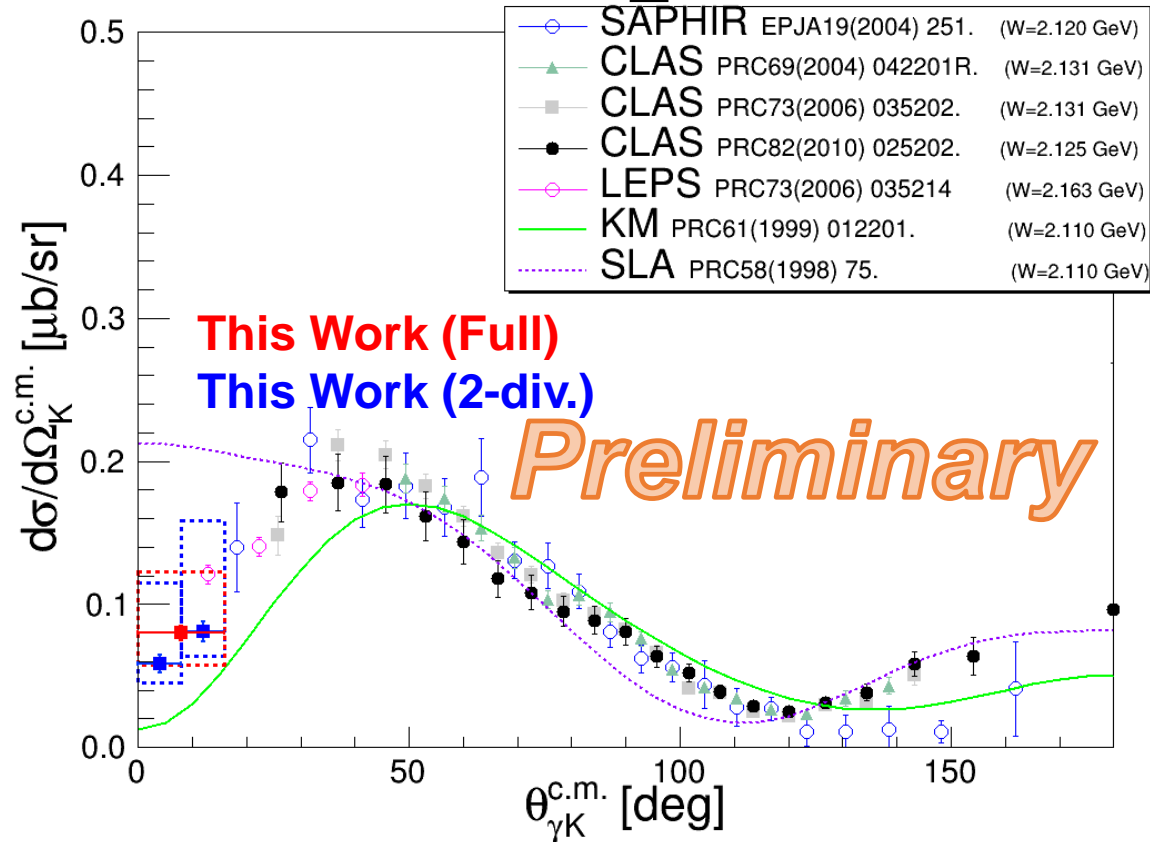 SAPHIR EPJA19(2004) 251. (W=2.120 GeV)
CLAS PRC69(2004) 042201R. (W=2.131 GeV)
CLAS PRC73(2006) 035202. (W=2.131 GeV)
CLAS PRC82(2010) 025202. (W=2.125 GeV)
LEPS PRC73(2006) 035214 (W=2.163 GeV)
KM PRC61(1999) 012201. (W=2.110 GeV)
SLA PRC58(1998) 75. (W=2.110 GeV)
This Work (Full)
This Work (2-div.)
Preliminary
dσ/dΩ_K^c.m. [μb/sr]
0.5
0.4
0.3
0.2
0.1
0.0
0 50 100 150
θ_γK^c.m. [deg]